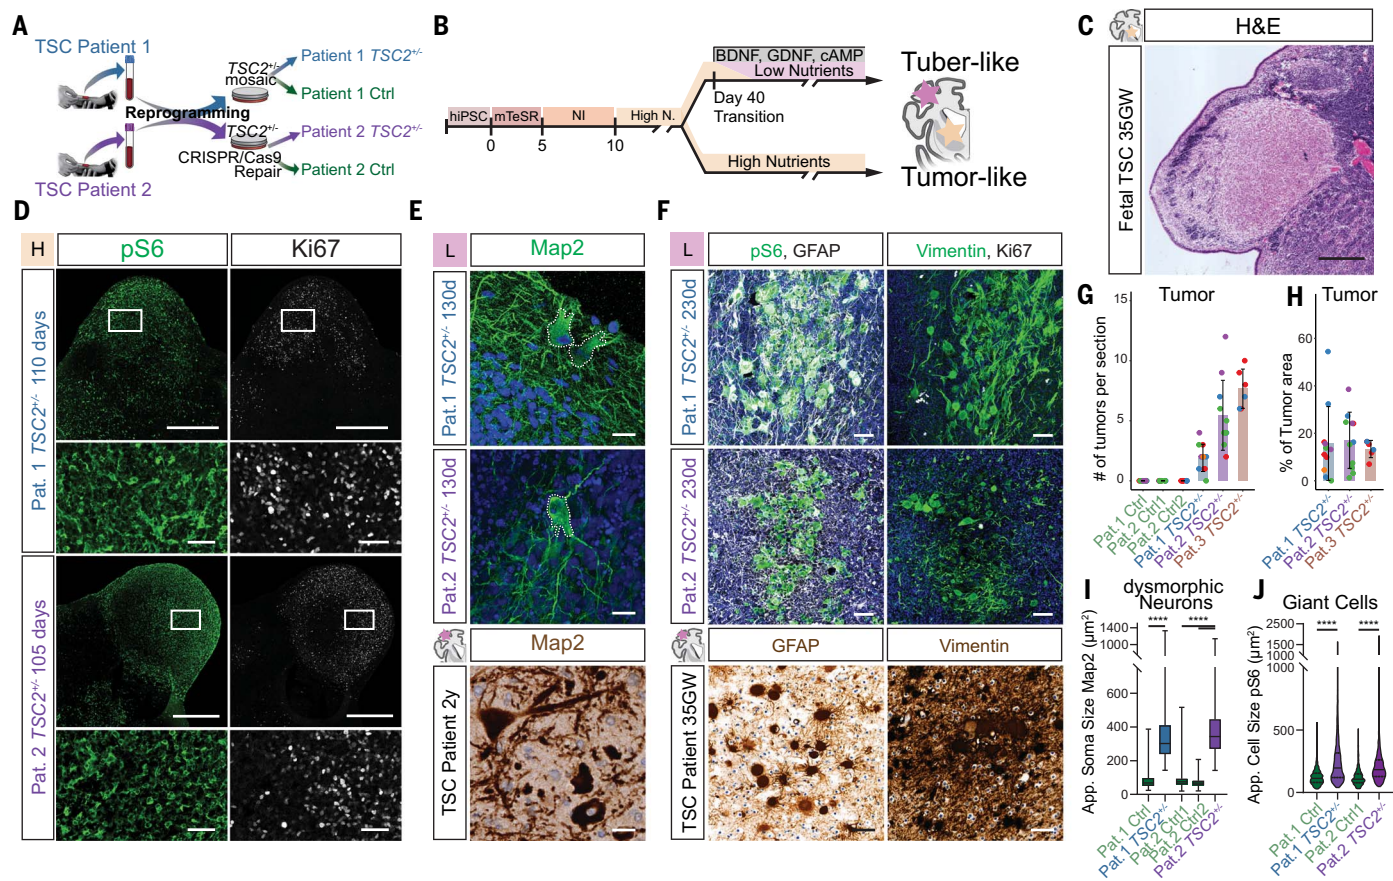 A
TSC Patient 1
TSC2+/-
mosaic
Patient 1 TSC2+/-
Patient 1 Ctrl
Reprogramming
TSC2+/-
CRISPR/Cas9
Repair
Patient 2 TSC2+/-
Patient 2 Ctrl
TSC Patient 2
B
BDNF, GDNF, cAMP
Low Nutrients
Day 40
Transition
hiPSC
mTeSR
NI
High N.
0
5
10
High Nutrients
Tuber-like
Tumor-like
C
H&E
Fetal TSC 35GW
D
H
pS6
Ki67
Pat. 1 TSC2+/- 110 days
Pat. 2 TSC2+/- 105 days
E
L
Map2
Pat.1 TSC2+/- 130d
Pat.2 TSC2+/- 130d
Map2
TSC Patient 2y
F
L
pS6, GFAP
Vimentin, Ki67
Pat.1 TSC2+/- 230d
Pat.2 TSC2+/- 230d
GFAP
Vimentin
TSC Patient 35GW
G
Tumor
# of tumors per section
15
10
5
0
Pat.1 Ctrl
Pat.2 Ctrl1
Pat.2 Ctrl2
Pat.1 TSC2+/-
Pat.2 TSC2+/-
Pat.3 TSC2+/-
H
Tumor
% of Tumor area
60
40
20
0
Pat.1 TSC2+/-
Pat.2 TSC2+/-
Pat.3 TSC2+/-
I
dysmorphic
Neurons
App. Soma Size Map2 (µm²)
1400
1000
600
400
200
0
****
****
Pat.1 Ctrl
Pat.1 TSC2+/-
Pat.2 Ctrl1
Pat.2 Ctrl2
Pat.2 TSC2+/-
J
Giant Cells
App. Cell Size pS6 (µm²)
2500
1000
1000
500
0
****
****
Pat.1 Ctrl
Pat.1 TSC2+/-
Pat.2 Ctrl1
Pat.2 TSC2+/-